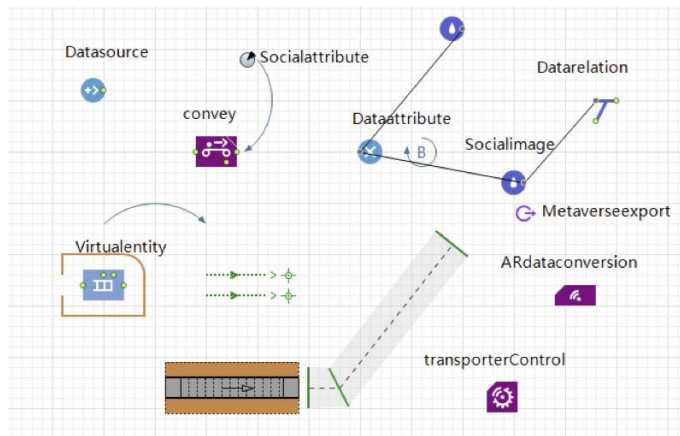 Datasource
Socialattribute
Datarelation
convey
Dataattribute
B
Socialimage
Metaverseexport
Virtualentity
ARdataconversion
transporterControl